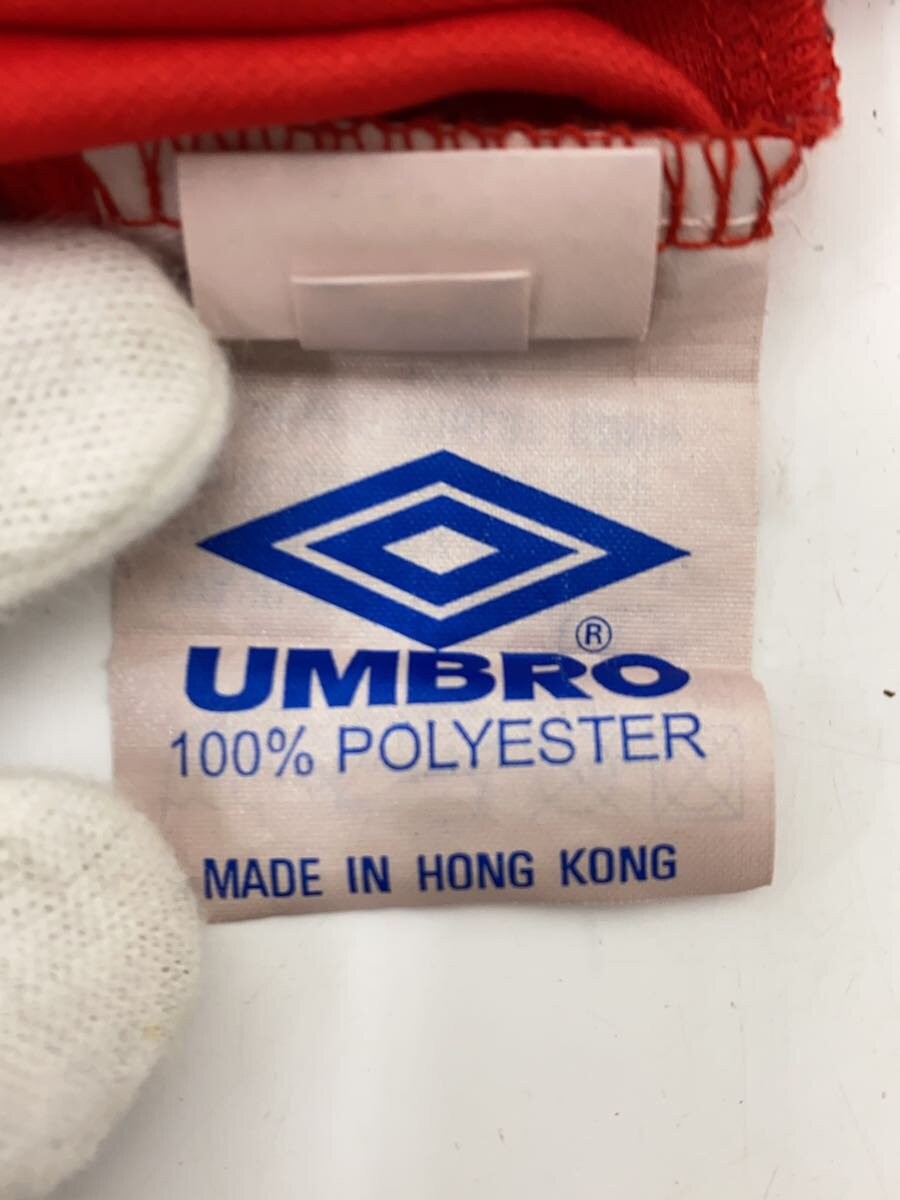 UMBRO®
100% POLYESTER
MADE IN HONG KONG